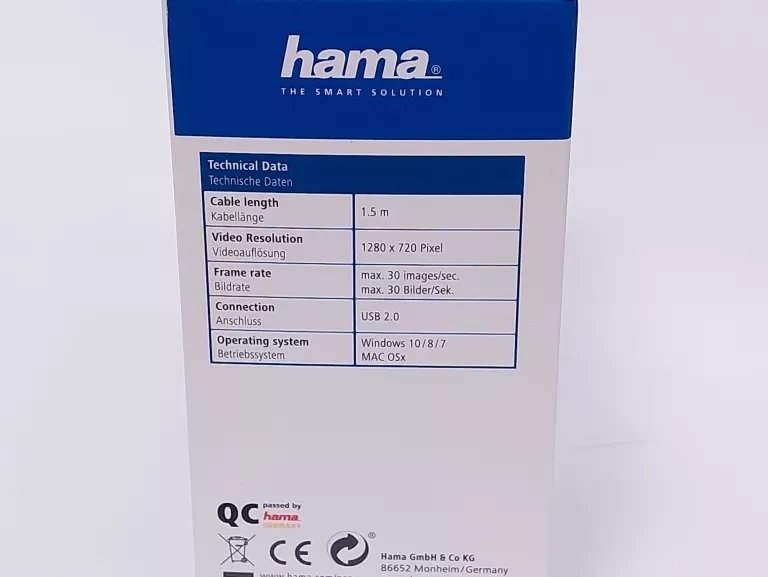 hama®
THE SMART SOLUTION
Technical Data
Technische Daten
Cable length
Kabellänge
1.5 m
Video Resolution
Videoauflösung
1280 x 720 Pixel
Frame rate
Bildrate
max. 30 images/sec.
max. 30 Bilder/Sek.
Connection
Anschluss
USB 2.0
Operating system
Betriebssystem
Windows 10/8/7
MAC OSx
QC passed by
hama
GERMANY
CE
®
Hama GmbH & Co KG
86652 Monheim/Germany